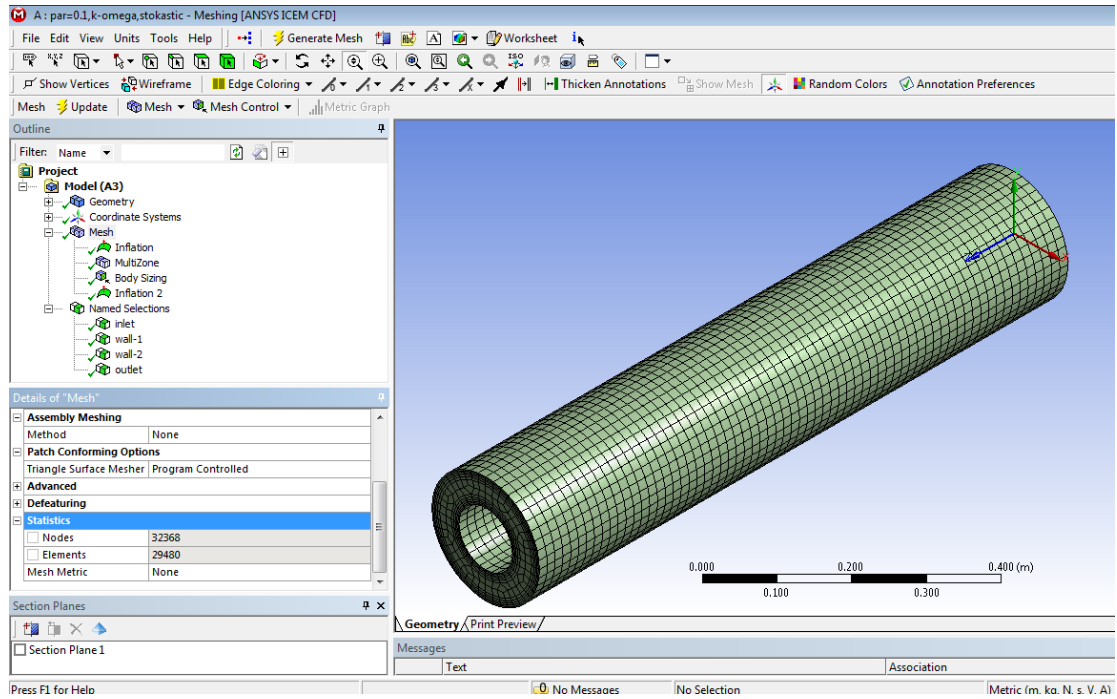 A : par=0.1,k-omega,stokastic - Meshing [ANSYS ICEM CFD]
File Edit View Units Tools Help Generate Mesh Worksheet
Show Vertices Wireframe Edge Coloring Thicken Annotations Show Mesh Random Colors Annotation Preferences
Mesh Update Mesh Mesh Control Metric Graph
Outline
Filter: Name
Project
Model (A3)
Geometry
Coordinate Systems
Mesh
Inflation
MultiZone
Body Sizing
Inflation 2
Named Selections
inlet
wall-1
wall-2
outlet
Details of "Mesh"
Assembly Meshing
Method None
Patch Conforming Options
Triangle Surface Mesher Program Controlled
Advanced
Defeaturing
Statistics
Nodes 32368
Elements 29480
Mesh Metric None
Section Planes
Section Plane 1
0.000 0.200 0.400 (m)
0.100 0.300
Geometry Print Preview
Messages
Text Association
Press F1 for Help 0 No Messages No Selection Metric (m, kg, N, s, V, A)